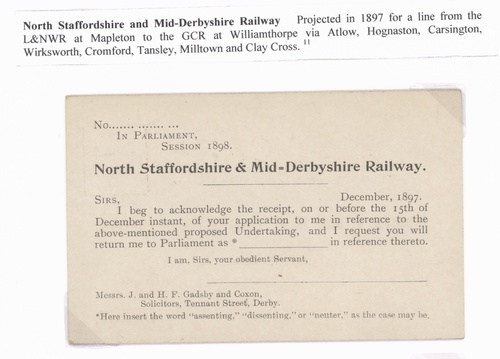 North Staffordshire and Mid-Derbyshire Railway Projected in 1897 for a line from the
L&NWR at Mapleton to the GCR at Williamthorpe via Atlow, Hognaston, Carsington,
Wirksworth, Cromford, Tansley, Milltown and Clay Cross. 11
No.................
In Parliament,
Session 1898.
North Staffordshire & Mid-Derbyshire Railway.
Sirs, December, 1897.
I beg to acknowledge the receipt, on or before the 15th of
December instant, of your application to me in reference to the
above-mentioned proposed Undertaking, and I request you will
return me to Parliament as * ____________ in reference thereto.
I am, Sirs, your obedient Servant,
Messrs. J. and H. F. Gadsby and Coxon,
Solicitors, Tennant Street, Derby.
*Here insert the word "assenting," "dissenting," or "neuter," as the case may be.